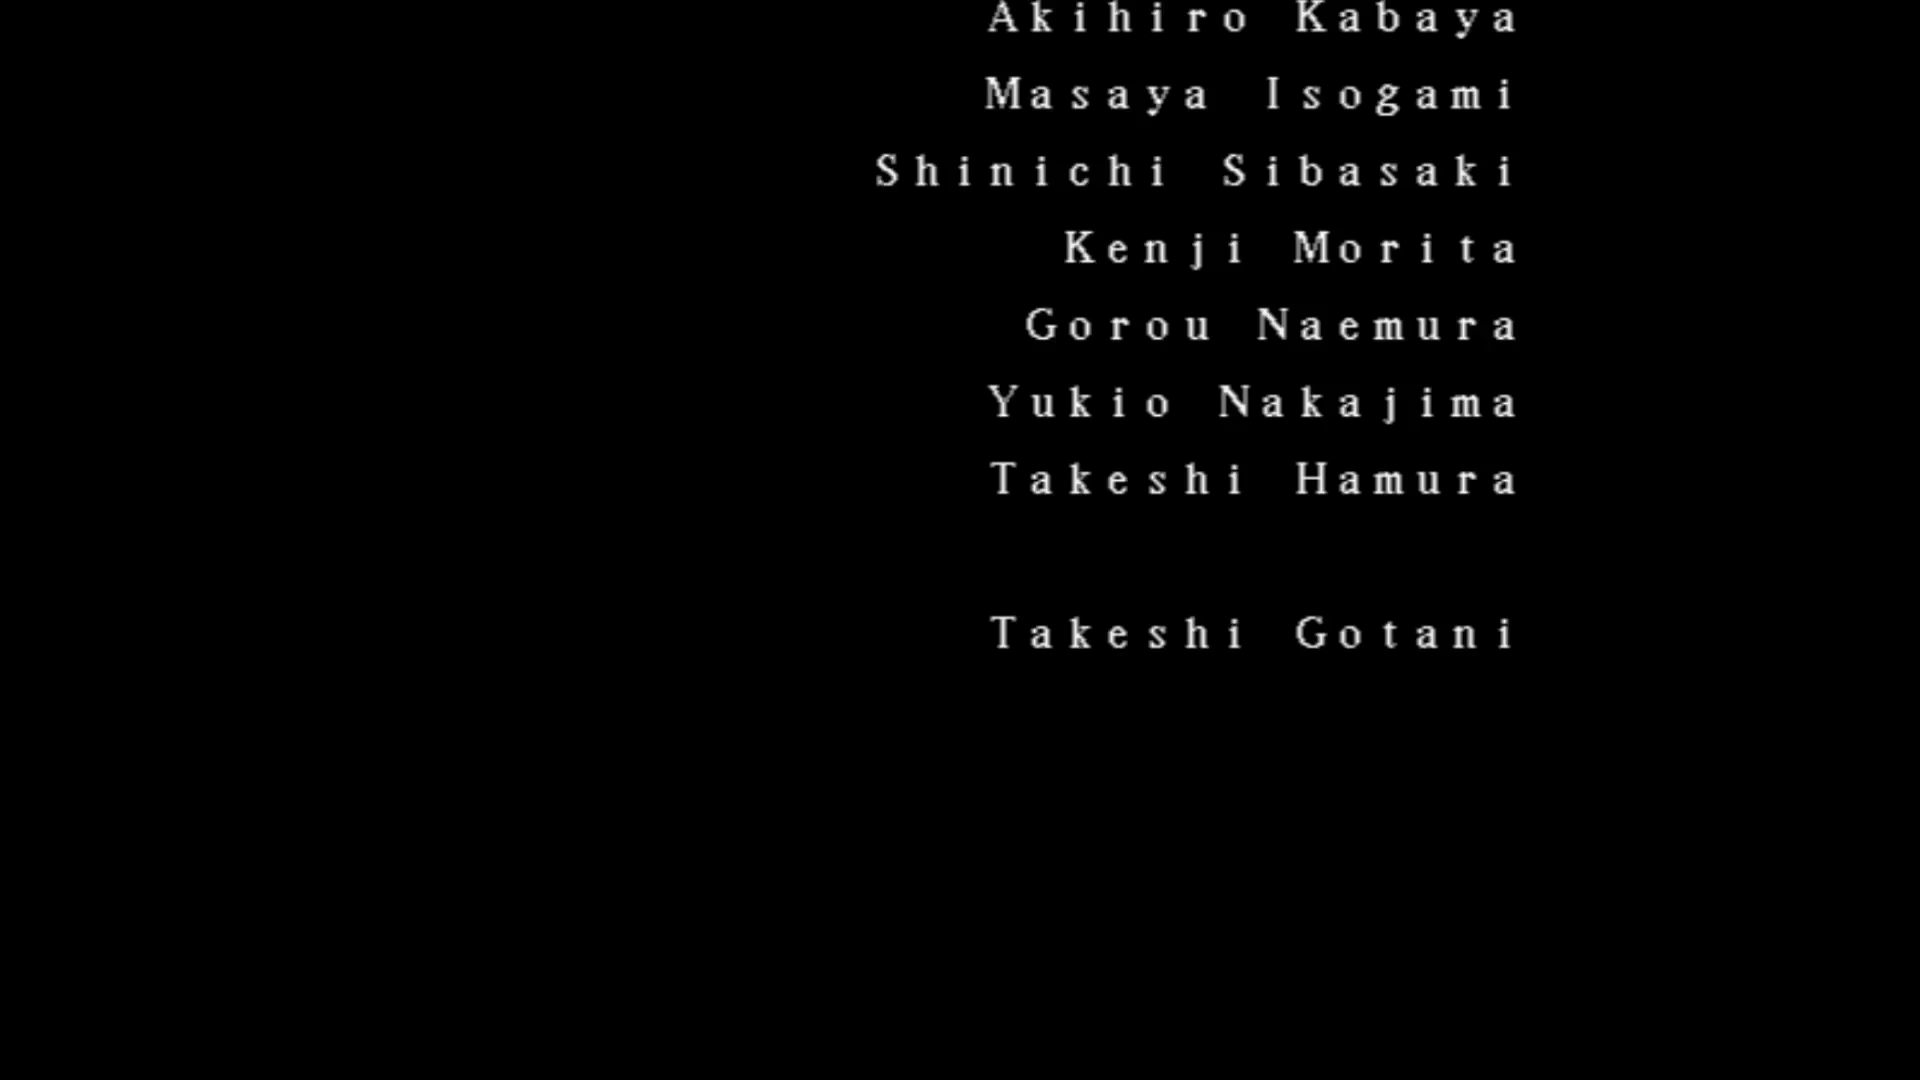 Akihiro Kabaya
Masaya Isogami
Shinichi Sibasaki
Kenji Morita
Gorou Naemura
Yukio Nakajima
Takeshi Hamura
Takeshi Gotani